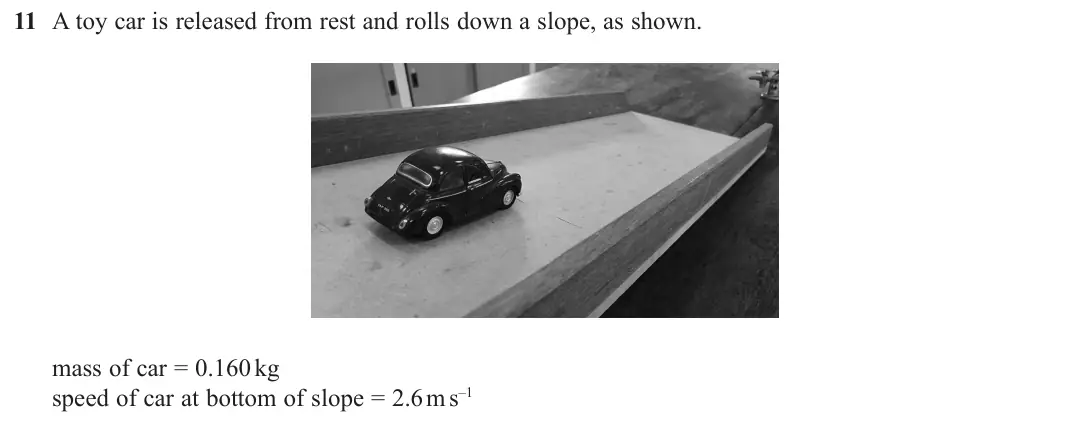 11 A toy car is released from rest and rolls down a slope, as shown.
mass of car = 0.160 kg
speed of car at bottom of slope = 2.6 m s⁻¹